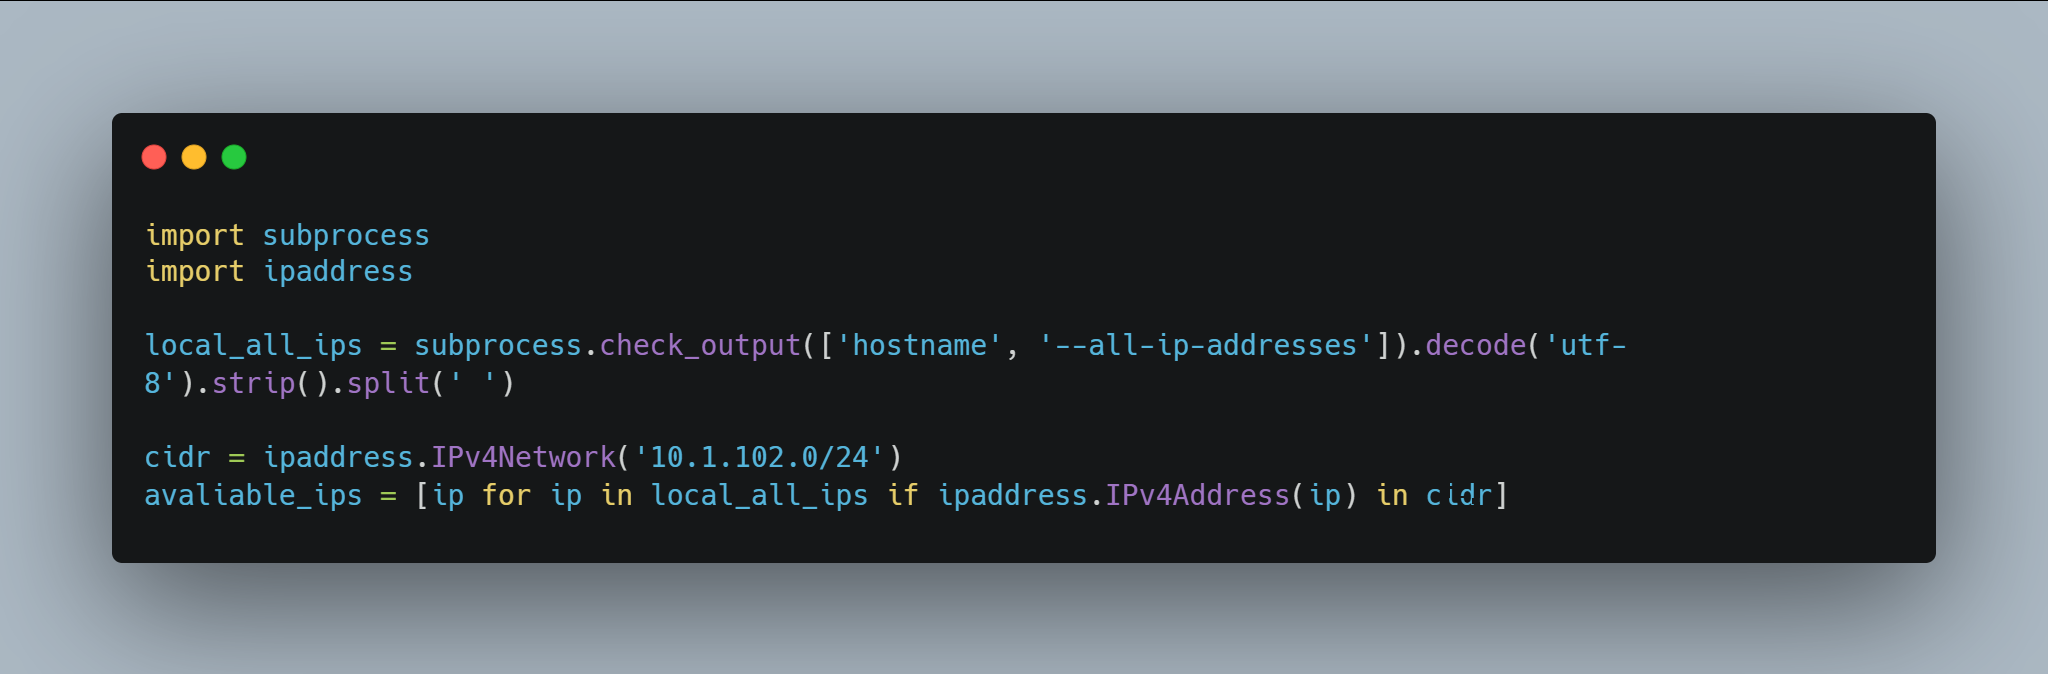 import subprocess
import ipaddress
local_all_ips = subprocess.check_output(['hostname', '--all-ip-addresses']).decode('utf-
8').strip().split(' ')
cidr = ipaddress.IPv4Network('10.1.102.0/24')
avaliable_ips = [ip for ip in local_all_ips if ipaddress.IPv4Address(ip) in cidr]